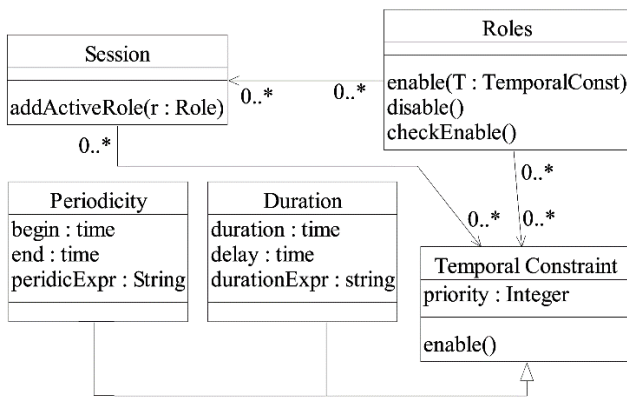 Session
addActiveRole(r : Role)
0..*
Roles
enable(T : TemporalConst)
disable()
checkEnable()
0..*
0..*
0..*
0..*
0..*
Periodicity
begin : time
end : time
peridicExpr : String
Duration
duration : time
delay : time
durationExpr : string
Temporal Constraint
priority : Integer
enable()